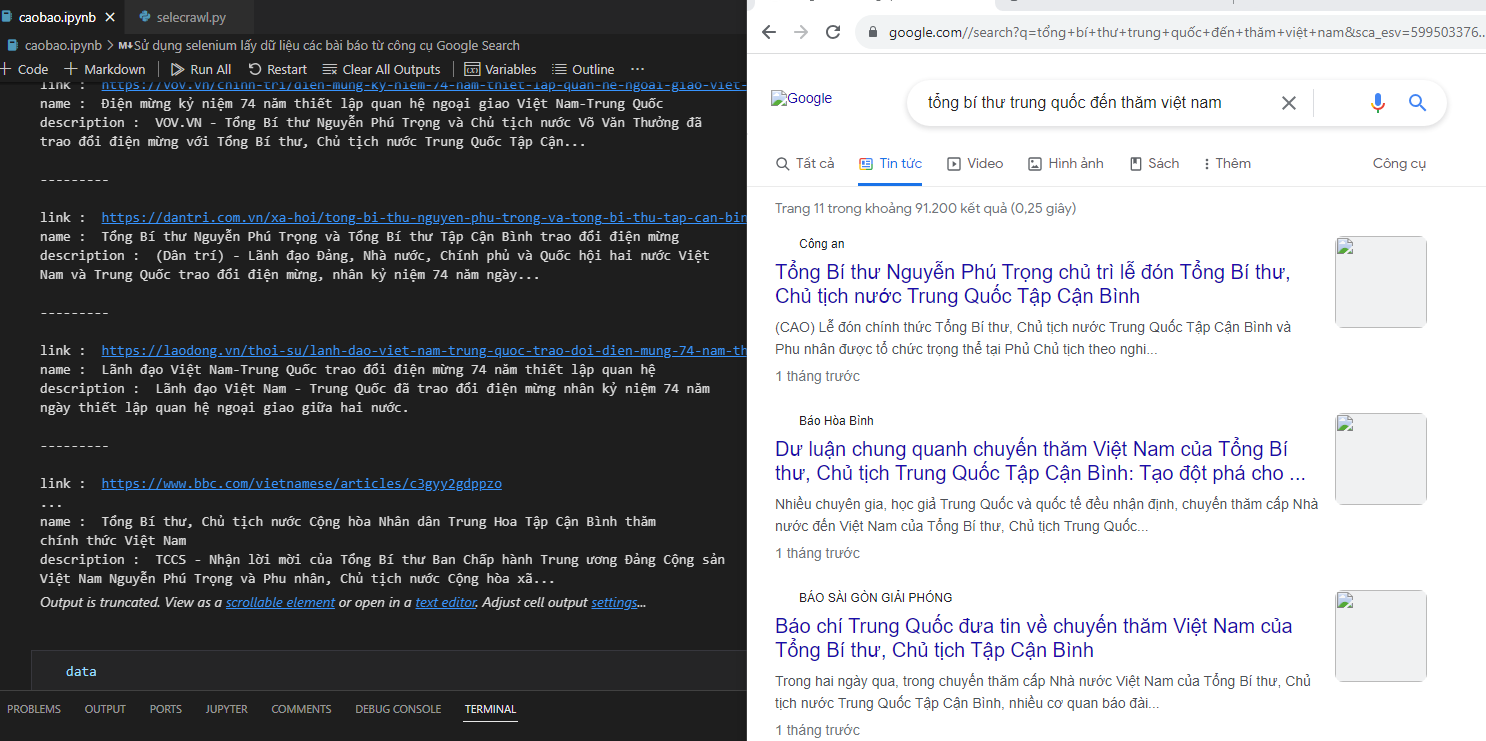 caobao.ipynb
selecrawl.py
caobao.ipynb > M↓Sử dụng selenium lấy dữ liệu các bài báo từ công cụ Google Search
+ Code + Markdown | Run All Restart Clear All Outputs | Variables Outline ...
link : https://vov.vn/chinh-tri/dien-mung-ky-niem-74-nam-thiet-lap-quan-he-ngoai-giao-viet-
name : Điện mừng kỷ niệm 74 năm thiết lập quan hệ ngoại giao Việt Nam-Trung Quốc
description : VOV.VN - Tổng Bí thư Nguyễn Phú Trọng và Chủ tịch nước Võ Văn Thưởng đã
trao đổi điện mừng với Tổng Bí thư, Chủ tịch nước Trung Quốc Tập Cận...
---------
link : https://dantri.com.vn/xa-hoi/tong-bi-thu-nguyen-phu-trong-va-tong-bi-thu-tap-can-bin
name : Tổng Bí thư Nguyễn Phú Trọng và Tổng Bí thư Tập Cận Bình trao đổi điện mừng
description : (Dân trí) - Lãnh đạo Đảng, Nhà nước, Chính phủ và Quốc hội hai nước Việt
Nam và Trung Quốc trao đổi điện mừng, nhân kỷ niệm 74 năm ngày...
---------
link : https://laodong.vn/thoi-su/lanh-dao-viet-nam-trung-quoc-trao-doi-dien-mung-74-nam-th
name : Lãnh đạo Việt Nam-Trung Quốc trao đổi điện mừng 74 năm thiết lập quan hệ
description : Lãnh đạo Việt Nam - Trung Quốc đã trao đổi điện mừng nhân kỷ niệm 74 năm
ngày thiết lập quan hệ ngoại giao giữa hai nước.
---------
link : https://www.bbc.com/vietnamese/articles/c3gyy2gdppzo
...
name : Tổng Bí thư, Chủ tịch nước Cộng hòa Nhân dân Trung Hoa Tập Cận Bình thăm
chính thức Việt Nam
description : TCCS - Nhận lời mời của Tổng Bí thư Ban Chấp hành Trung ương Đảng Cộng sản
Việt Nam Nguyễn Phú Trọng và Phu nhân, Chủ tịch nước Cộng hòa xã...
Output is truncated. View as a scrollable element or open in a text editor. Adjust cell output settings...
data
PROBLEMS OUTPUT PORTS JUPYTER COMMENTS DEBUG CONSOLE TERMINAL
google.com//search?q=tổng+bí+thư+trung+quốc+đến+thăm+việt+nam&sca_esv=599503376...
Google
tổng bí thư trung quốc đến thăm việt nam
Tất cả Tin tức Video Hình ảnh Sách Thêm Công cụ
Trang 11 trong khoảng 91.200 kết quả (0,25 giây)
Công an
Tổng Bí thư Nguyễn Phú Trọng chủ trì lễ đón Tổng Bí thư,
Chủ tịch nước Trung Quốc Tập Cận Bình
(CAO) Lễ đón chính thức Tổng Bí thư, Chủ tịch nước Trung Quốc Tập Cận Bình và
Phu nhân được tổ chức trọng thể tại Phủ Chủ tịch theo nghi...
1 tháng trước
Báo Hòa Bình
Dư luận chung quanh chuyến thăm Việt Nam của Tổng Bí
thư, Chủ tịch Trung Quốc Tập Cận Bình: Tạo đột phá cho ...
Nhiều chuyên gia, học giả Trung Quốc và quốc tế đều nhận định, chuyến thăm cấp Nhà
nước đến Việt Nam của Tổng Bí thư, Chủ tịch Trung Quốc...
1 tháng trước
BÁO SÀI GÒN GIẢI PHÓNG
Báo chí Trung Quốc đưa tin về chuyến thăm Việt Nam của
Tổng Bí thư, Chủ tịch Tập Cận Bình
Trong hai ngày qua, trong chuyến thăm cấp Nhà nước Việt Nam của Tổng Bí thư, Chủ
tịch nước Trung Quốc Tập Cận Bình, nhiều cơ quan báo đài...
1 tháng trước